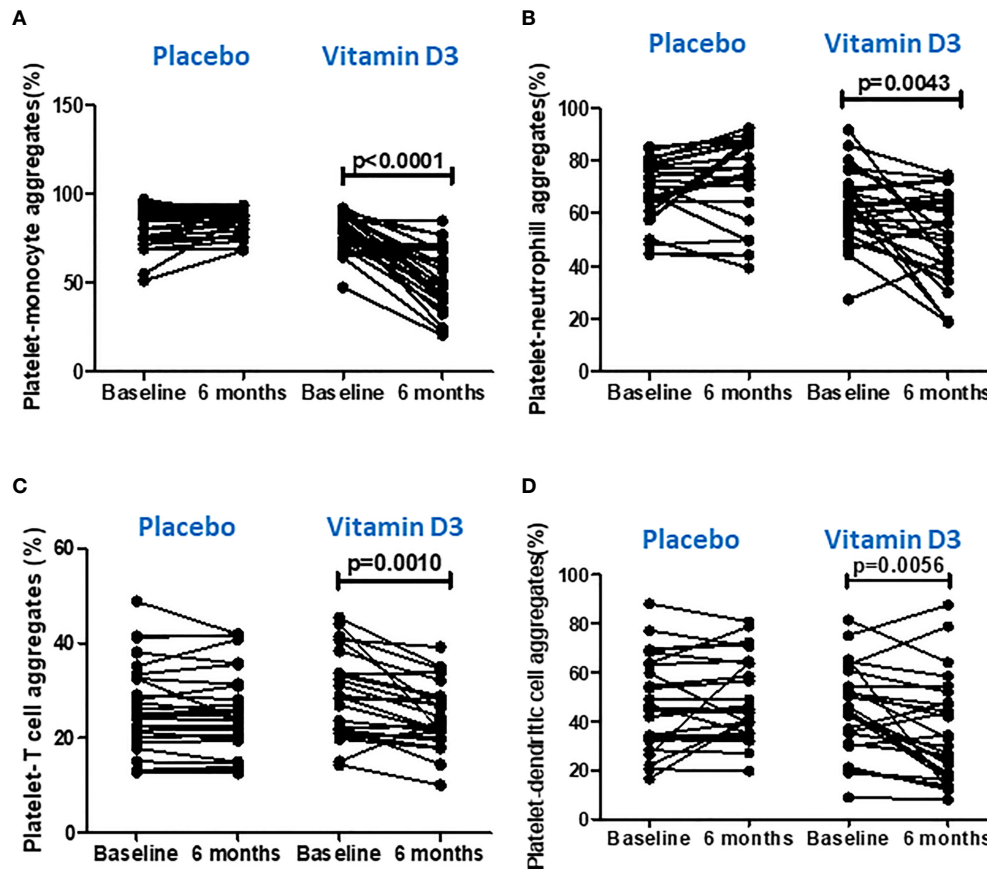 A
Placebo Vitamin D3
Platelet-monocyte aggregates(%)
p<0.0001
150
100
50
0
Baseline 6 months Baseline 6 months
B
Placebo Vitamin D3
Platelet-neutrophill aggregates(%)
p=0.0043
100
80
60
40
20
0
Baseline 6 months Baseline 6 months
C
Placebo Vitamin D3
Platelet- T cell aggregates (%)
p=0.0010
60
40
20
0
Baseline 6 months Baseline 6 months
D
Placebo Vitamin D3
Platelet-dendritic cell aggregates(%)
p=0.0056
100
80
60
40
20
0
Baseline 6 months Baseline 6 months